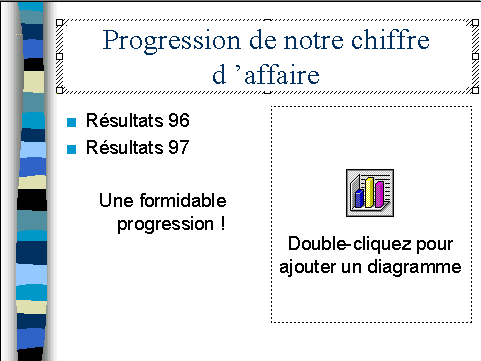 Progression de notre chiffre
d ’affaire
Résultats 96
Résultats 97
Une formidable
progression !
Double-cliquez pour
ajouter un diagramme